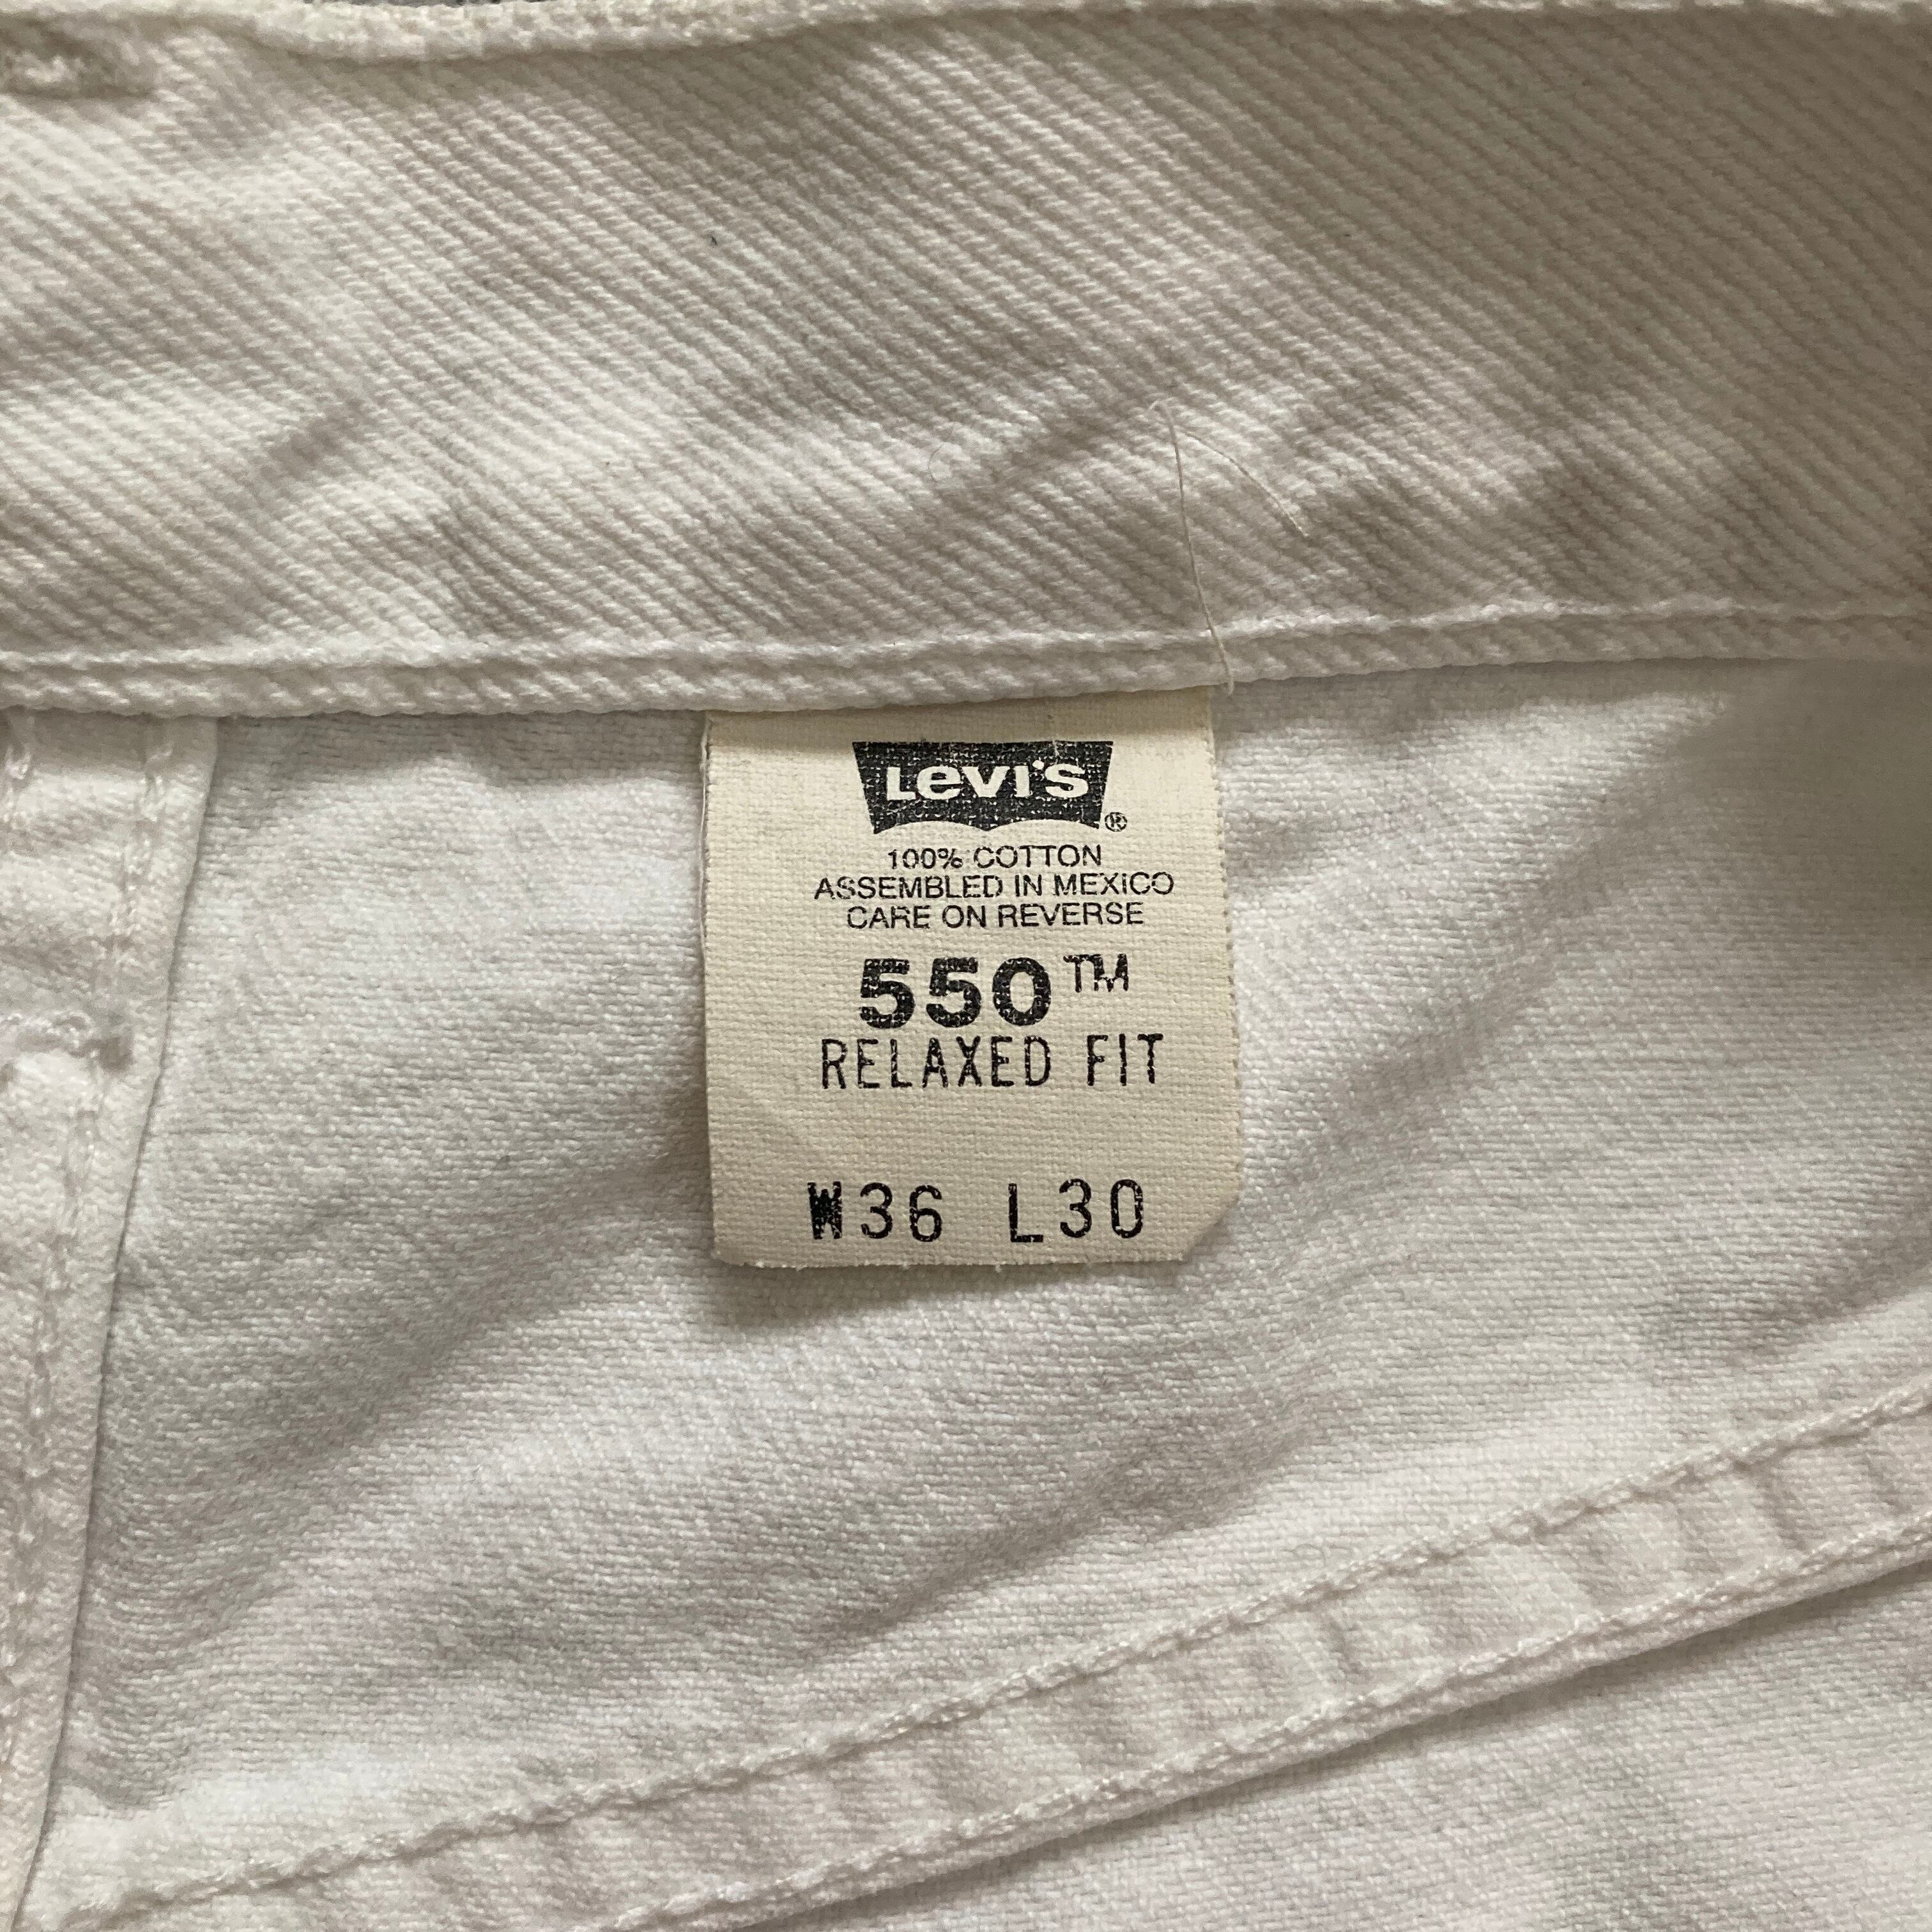 Levi's®
100% COTTON
ASSEMBLED IN MEXICO
CARE ON REVERSE
550™
RELAXED FIT
W36 L30